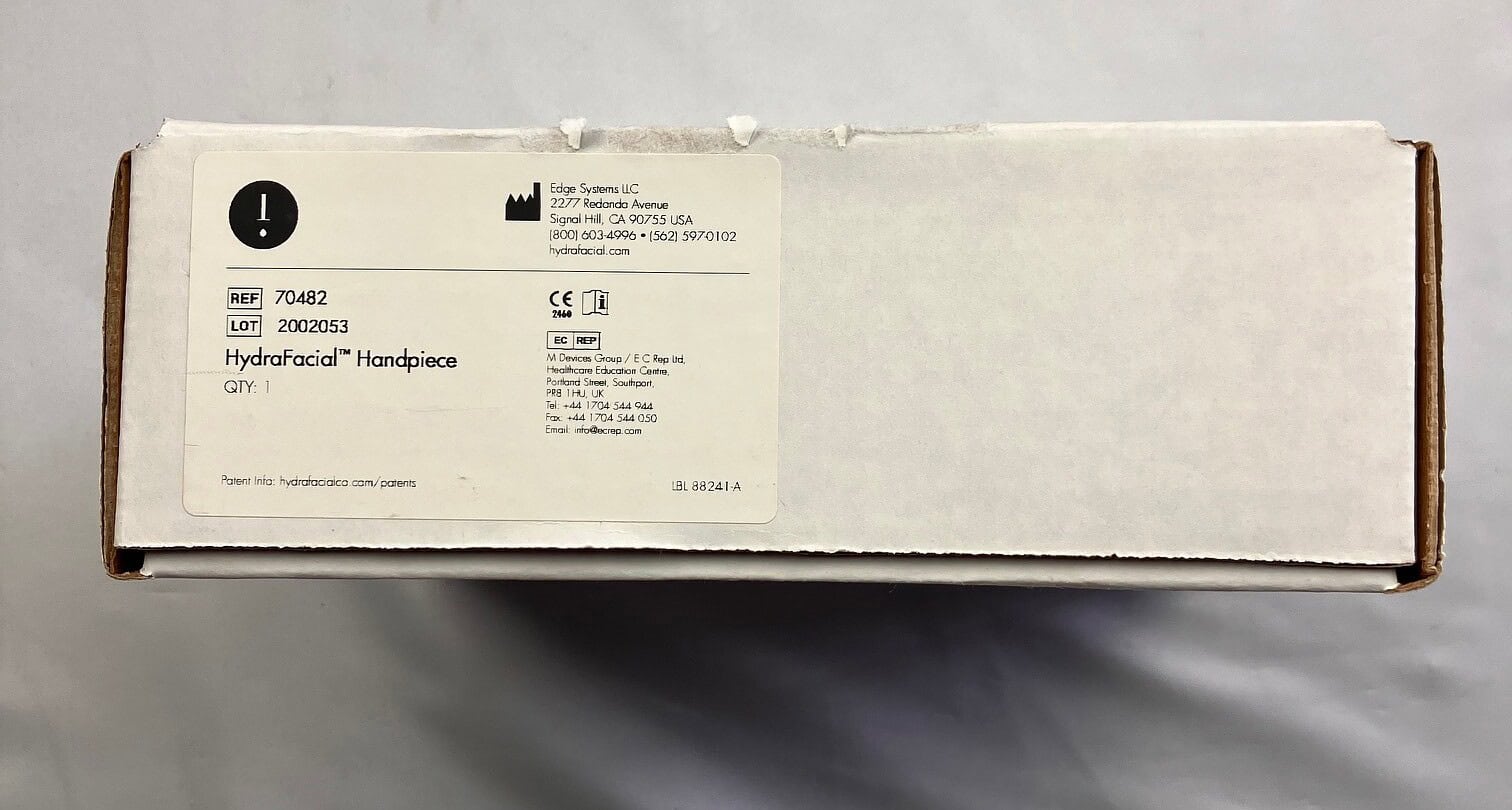 Edge Systems LLC
2277 Redondo Avenue
Signal Hill, CA 90755 USA
(800) 603-4996 • (562) 597-0102
hydrafacial.com
REF 70482
LOT 2002053
HydraFacial™ Handpiece
QTY: 1
CE
2460
EC REP
M Devices Group / E C Rep Ltd,
Healthcare Education Centre,
Portland Street, Southport,
PR8 1HU, UK
Tel: +44 1704 544 944
Fax: +44 1704 544 050
Email: info@ecrep.com
Patent Info: hydrafacialco.com/patents
LBL 88241-A